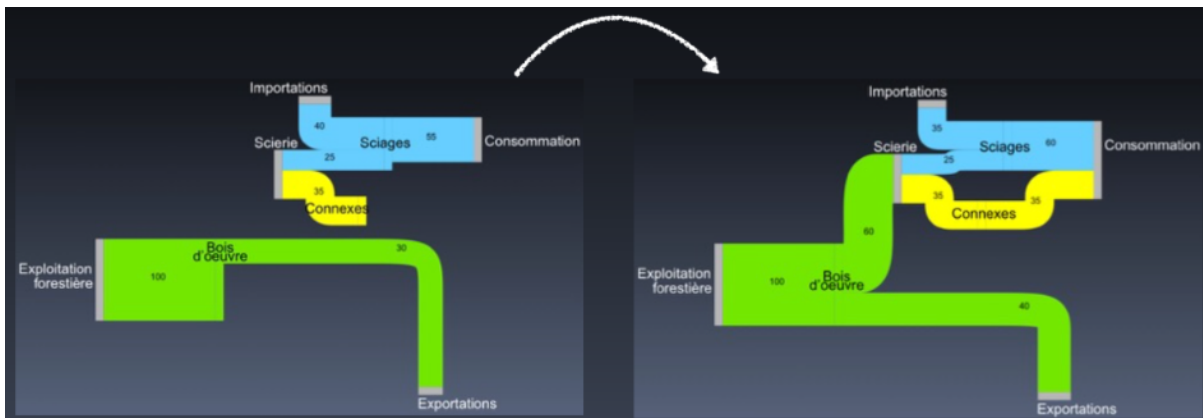 Importations
40
Sciages
55
Consommation
Scierie
25
35
Connexes
Bois
d'oeuvre
30
Exploitation
forestière
100
Exportations
Importations
35
Sciages
60
Consommation
Scierie
25
35
35
Connexes
60
Exploitation
forestière
100
Bois
d'oeuvre
40
Exportations